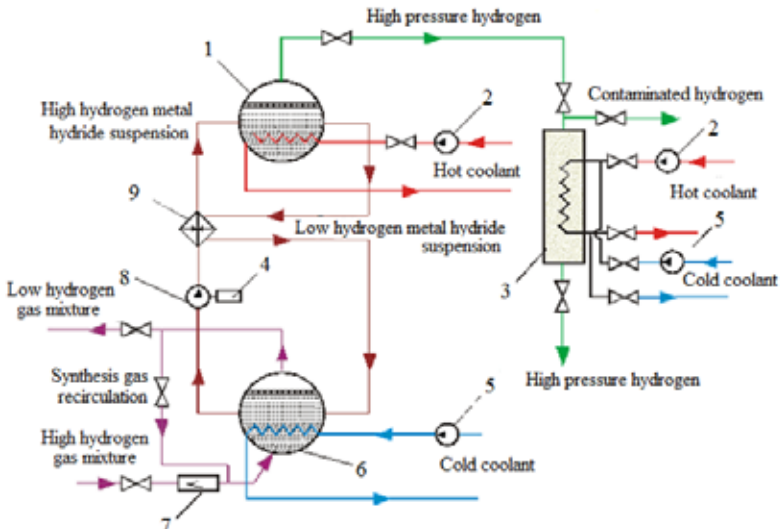 High pressure hydrogen
1
2
High hydrogen metal
hydride suspension
Hot coolant
Contaminated hydrogen
2
Hot coolant
9
Low hydrogen metal hydride
suspension
5
3
Cold coolant
8
4
Low hydrogen
gas mixture
High pressure hydrogen
Synthesis gas
recirculation
5
High hydrogen
gas mixture
6
Cold coolant
7